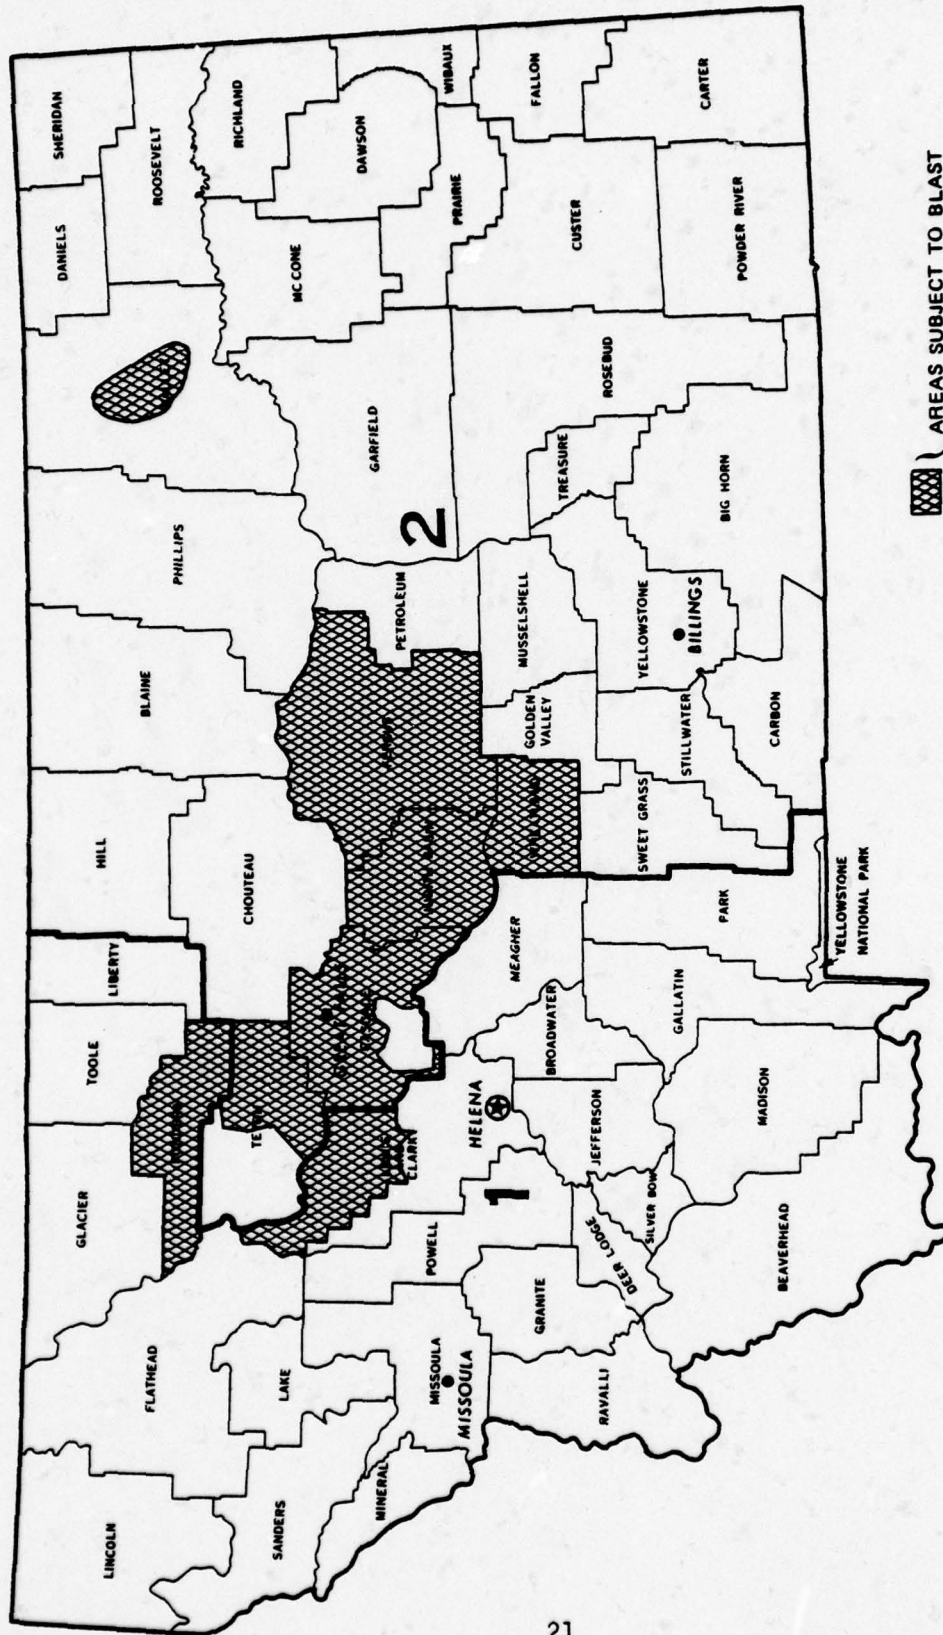 LINCOLN
FLATHEAD
GLACIER
TOOLE
LIBERTY
HILL
BLAINE
PHILLIPS
DANIELS
SHERIDAN
ROOSEVELT
SANDERS
LAKE
TETON
CHOUTEAU
RICHLAND
MC CONE
DAWSON
GARFIELD
MINERAL
MISSOULA
MISSOULA
POWELL
CLARK
PETROLEUM
2
PRAIRIE
WIBAUX
HELENA
1
MEAGHER
GOLDEN
VALLEY
MUSSELSHELL
TREASURE
ROSEBUD
CUSTER
FALLON
GRANITE
RAVALLI
DEER LODGE
SILVER BOW
JEFFERSON
BROADWATER
GALLATIN
PARK
SWEET GRASS
STILLWATER
YELLOWSTONE
BILLINGS
BIG HORN
CARBON
POWDER RIVER
CARTER
BEAVERHEAD
MADISON
YELLOWSTONE
NATIONAL PARK
AREAS SUBJECT TO BLAST
21